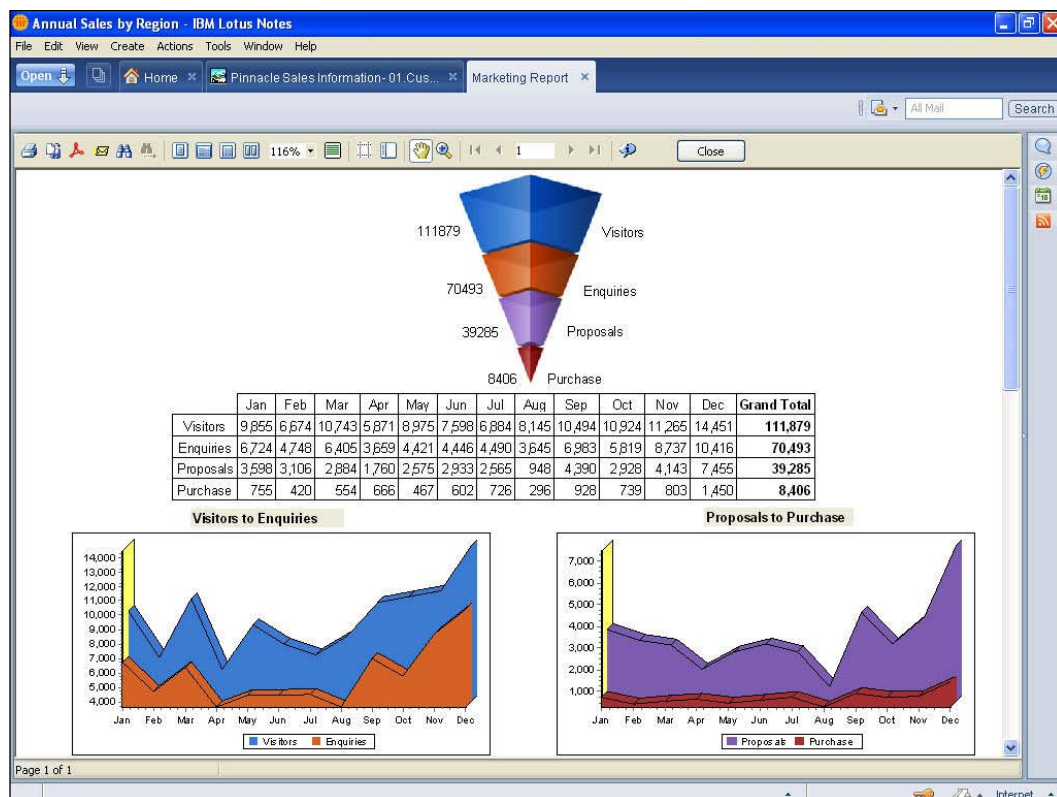 Annual Sales by Region - IBM Lotus Notes
File Edit View Create Actions Tools Window Help
Open Home Pinnacle Sales Information- 01.Cus... Marketing Report
All Mail Search
116% 1 Close
111879 Visitors
70493 Enquiries
39285 Proposals
8406 Purchase
Jan Feb Mar Apr May Jun Jul Aug Sep Oct Nov Dec Grand Total
Visitors 9,855 6,674 10,743 5,871 8,975 7,598 6,884 8,145 10,494 10,924 11,265 14,451 111,879
Enquiries 6,724 4,748 6,405 3,659 4,421 4,446 4,490 3,645 6,983 5,819 8,737 10,416 70,493
Proposals 3,598 3,106 2,884 1,760 2,575 2,933 2,565 948 4,390 2,928 4,143 7,455 39,285
Purchase 755 420 554 666 467 602 726 296 928 739 803 1,450 8,406
Visitors to Enquiries
14,000
13,000
12,000
11,000
10,000
9,000
8,000
7,000
6,000
5,000
4,000
Jan Feb Mar Apr May Jun Jul Aug Sep Oct Nov Dec
Visitors Enquiries
Proposals to Purchase
7,000
6,000
5,000
4,000
3,000
2,000
1,000
Jan Feb Mar Apr May Jun Jul Aug Sep Oct Nov Dec
Proposals Purchase
Page 1 of 1
Internet